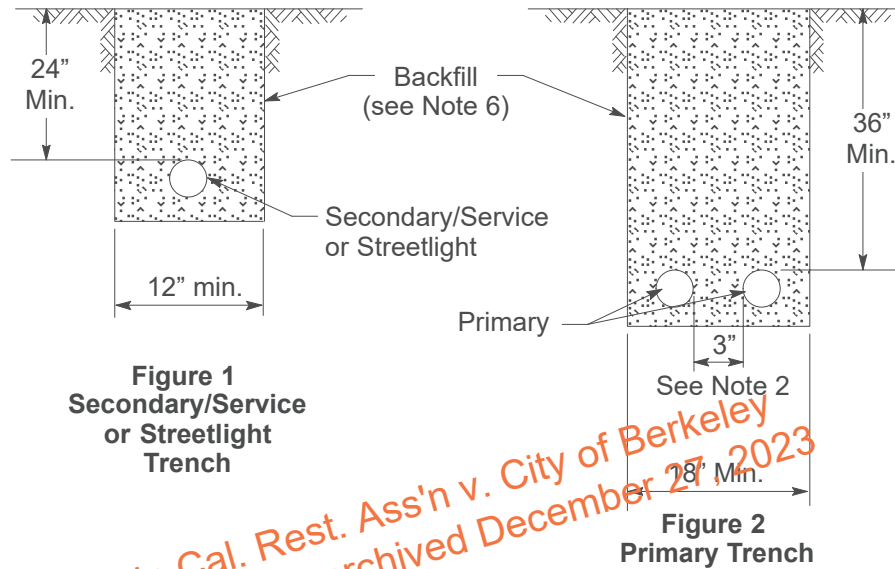 24”
Min.
Backfill
(see Note 6)
36”
Min.
Secondary/Service
or Streetlight
12” min.
Primary
3”
See Note 2
Figure 1
Secondary/Service
or Streetlight
Trench
18” Min.
Figure 2
Primary Trench
Cal. Rest. Ass'n v. City of Berkeley
archived December 27, 2023